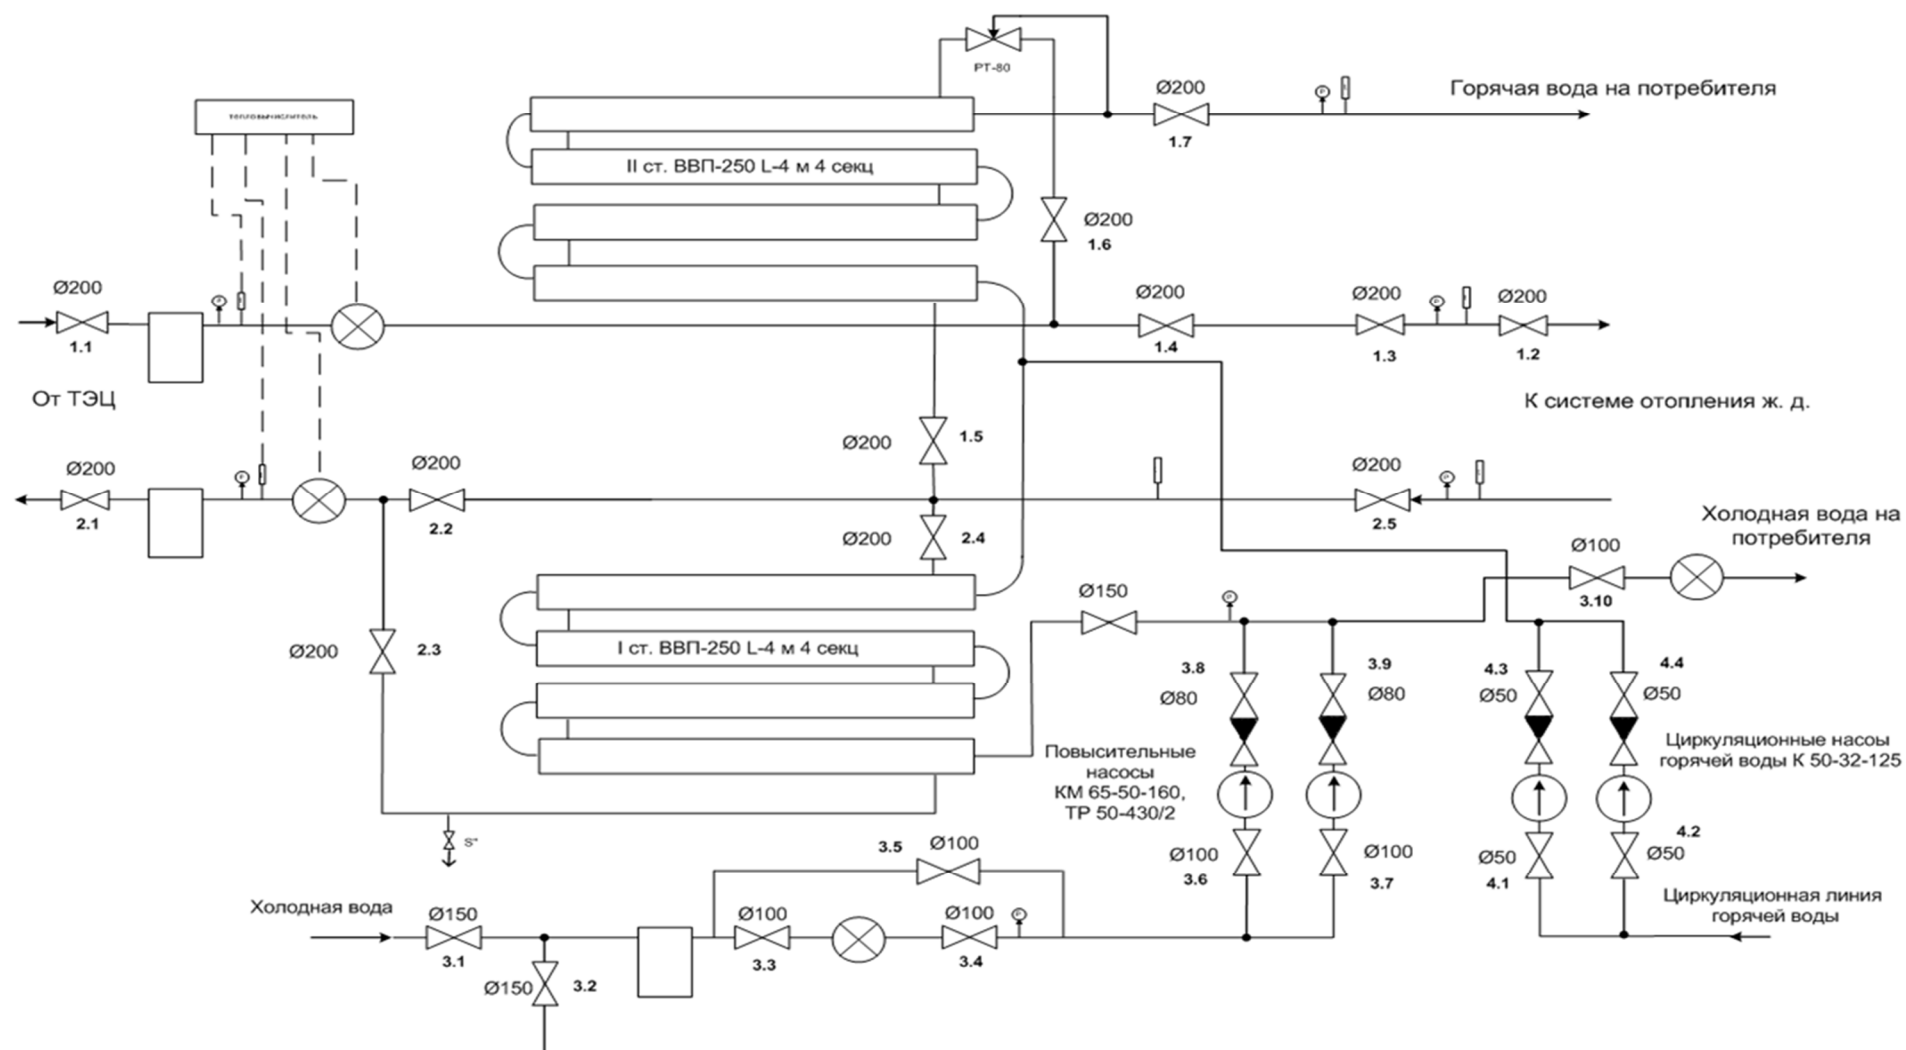 РТ-80
Ø200
1.7
Горячая вода на потребителя
тепловычислитель
II ст. ВВП-250 L-4 м 4 секц
Ø200
1.6
Ø200
1.1
Ø200
1.4
Ø200
1.3
Ø200
1.2
От ТЭЦ
К системе отопления ж. д.
Ø200
1.5
Ø200
2.1
Ø200
2.2
Ø200
2.5
Ø200
2.4
Холодная вода на
потребителя
Ø100
3.10
Ø150
Ø200
2.3
I ст. ВВП-250 L-4 м 4 секц
3.8
Ø80
3.9
Ø80
4.3
Ø50
4.4
Ø50
Повысительные
насосы
КМ 65-50-160,
ТР 50-430/2
Циркуляционные насоы
горячей воды К 50-32-125
S"
3.5
Ø100
Ø100
3.6
Ø100
3.7
Ø50
4.1
4.2
Ø50
Холодная вода
Ø150
3.1
Ø150
3.2
Ø100
3.3
Ø100
3.4
Циркуляционная линия
горячей воды